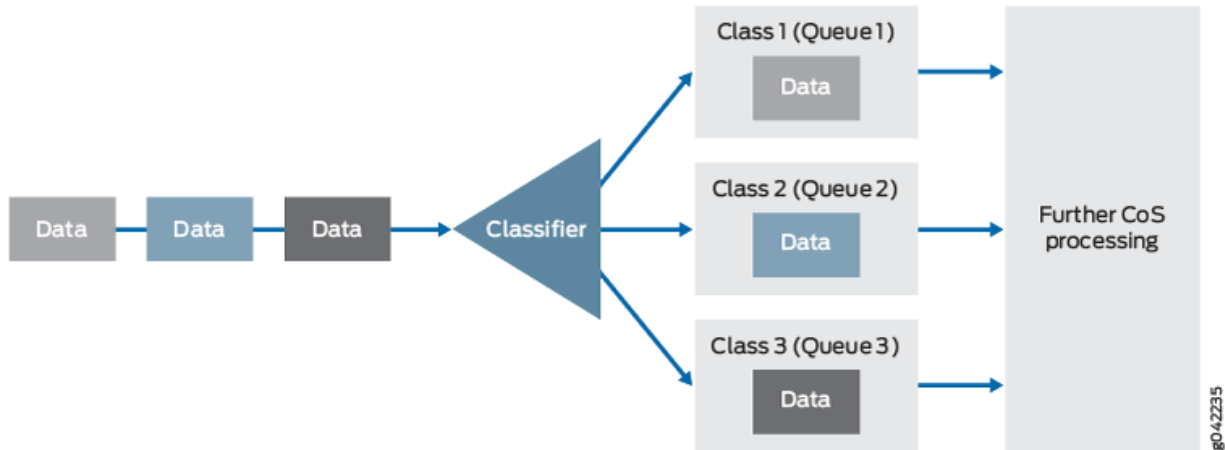 Data
Data
Data
Classifier
Class 1 (Queue 1)
Data
Class 2 (Queue 2)
Data
Class 3 (Queue 3)
Data
Further CoS
processing
g042235